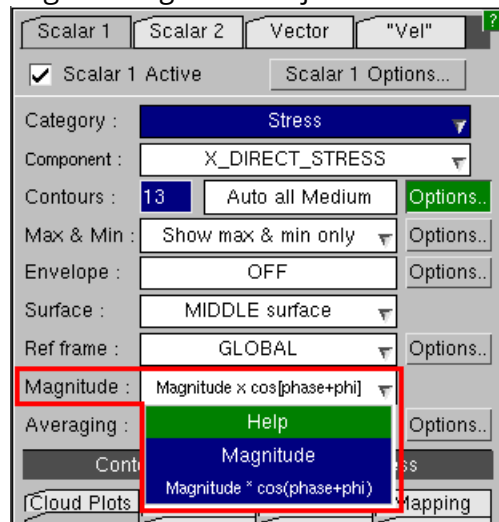 Scalar 1 Scalar 2 Vector "Vel" ?
Scalar 1 Active Scalar 1 Options...
Category : Stress
Component : X_DIRECT_STRESS
Contours : 13 Auto all Medium Options..
Max & Min : Show max & min only Options..
Envelope : OFF Options..
Surface : MIDDLE surface
Ref frame : GLOBAL Options..
Magnitude : Magnitude x cos[phase+phi]
Averaging : Help Options..
Magnitude
Magnitude * cos(phase+phi)
Cloud Plots Mapping